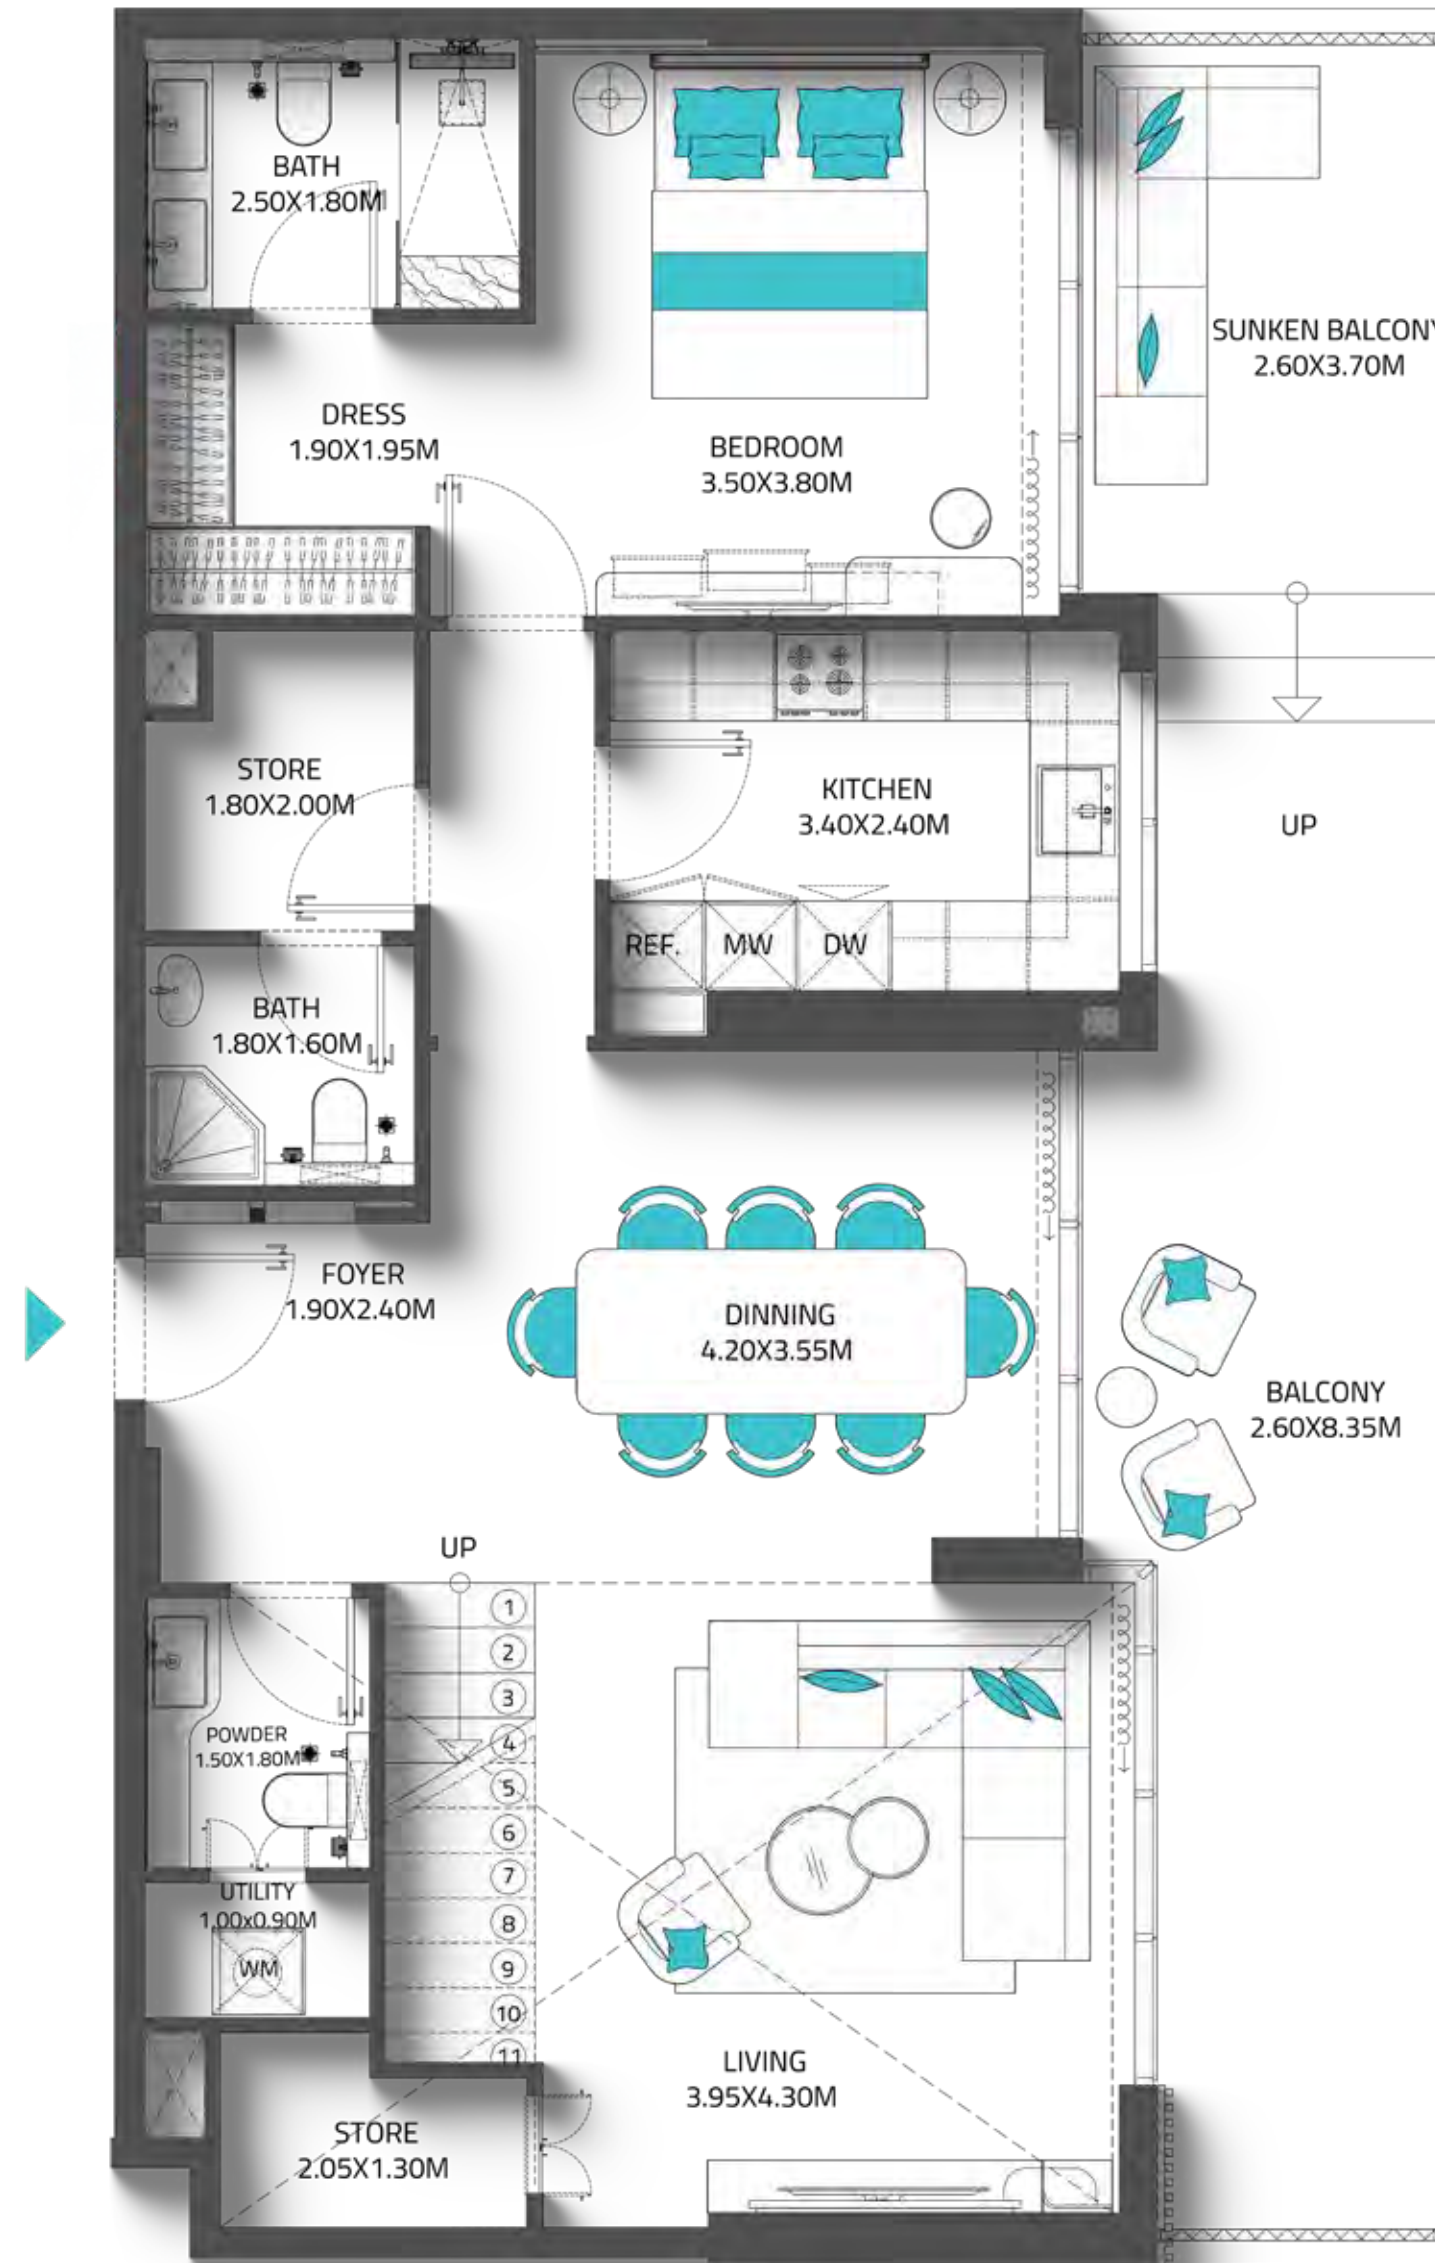 BATH
2.50X1.80M
SUNKEN BALCONY
2.60X3.70M
DRESS
1.90X1.95M
BEDROOM
3.50X3.80M
STORE
1.80X2.00M
KITCHEN
3.40X2.40M
UP
REF.
MW
DW
BATH
1.80X1.60M
FOYER
1.90X2.40M
DINNING
4.20X3.55M
BALCONY
2.60X8.35M
UP
1
2
3
4
5
6
7
8
9
10
11
POWDER
1.50X1.80M
UTILITY
1.00x0.90M
WM
LIVING
3.95X4.30M
STORE
2.05X1.30M